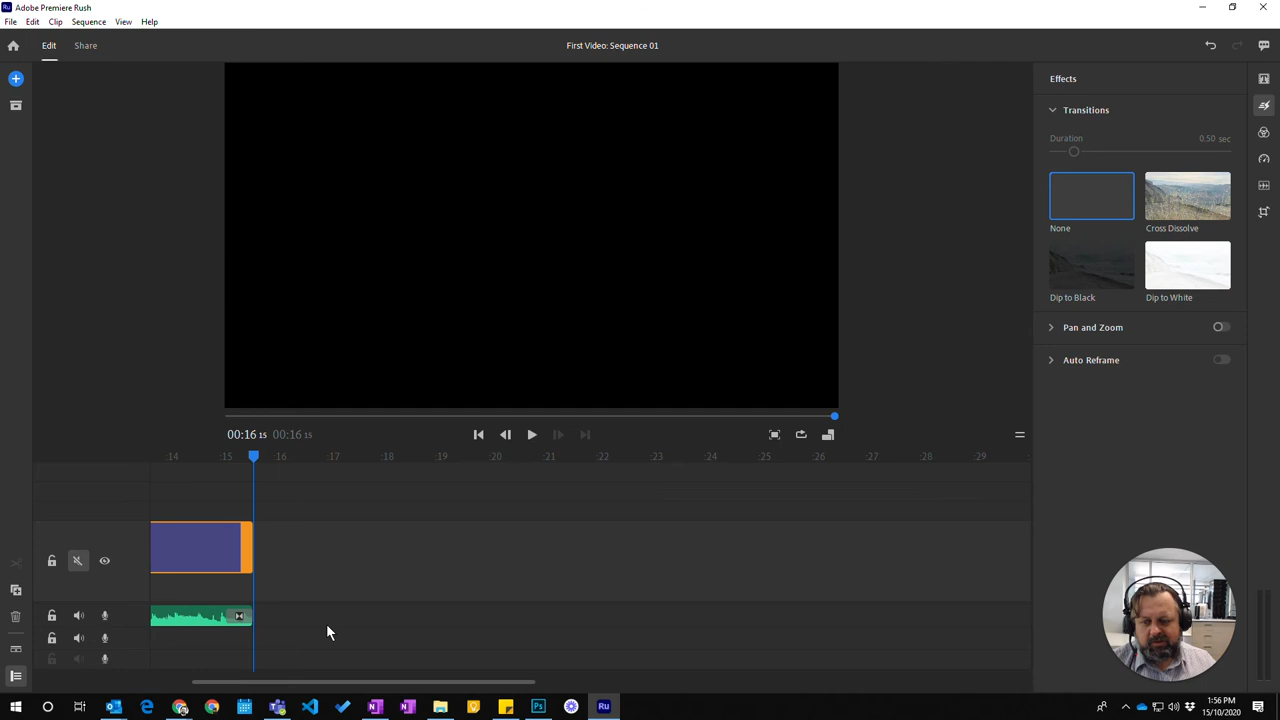 Ru Adobe Premiere Rush
File Edit Clip Sequence View Help
Edit Share First Video: Sequence 01
Effects
Transitions
Duration 0.50 sec
None Cross Dissolve
Dip to Black Dip to White
Pan and Zoom
Auto Reframe
00:16 15 00:16 15
:14 :15 :16 :17 :18 :19 :20 :21 :22 :23 :24 :25 :26 :27 :28 :29
Ps Ru
1:56 PM
15/10/2020